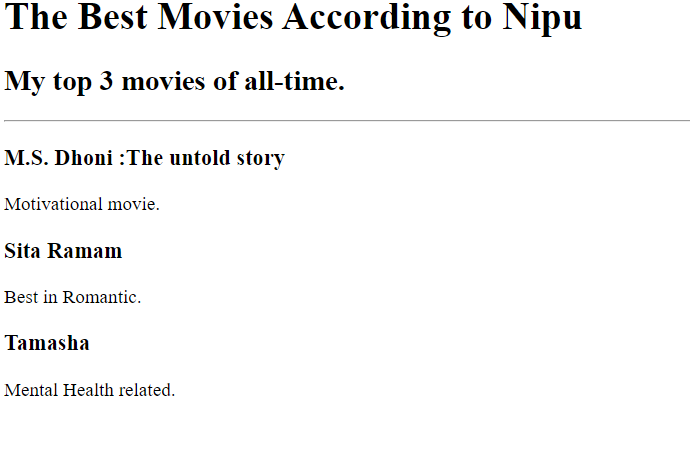 The Best Movies According to Nipu
My top 3 movies of all-time.
M.S. Dhoni :The untold story
Motivational movie.
Sita Ramam
Best in Romantic.
Tamasha
Mental Health related.